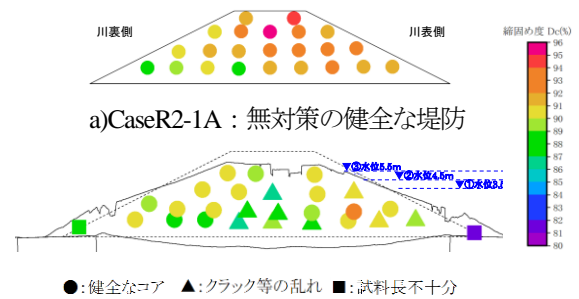 締固め度 Dc(%)
川裏側
川表側
96
95
94
93
92
91
90
89
88
87
86
85
84
83
82
81
80
a)CaseR2-1A：無対策の健全な堤防
▼③水位5.5m
▼②水位4.5m
▼①水位3.5
●:健全なコア ▲:クラック等の乱れ ■:試料長不十分